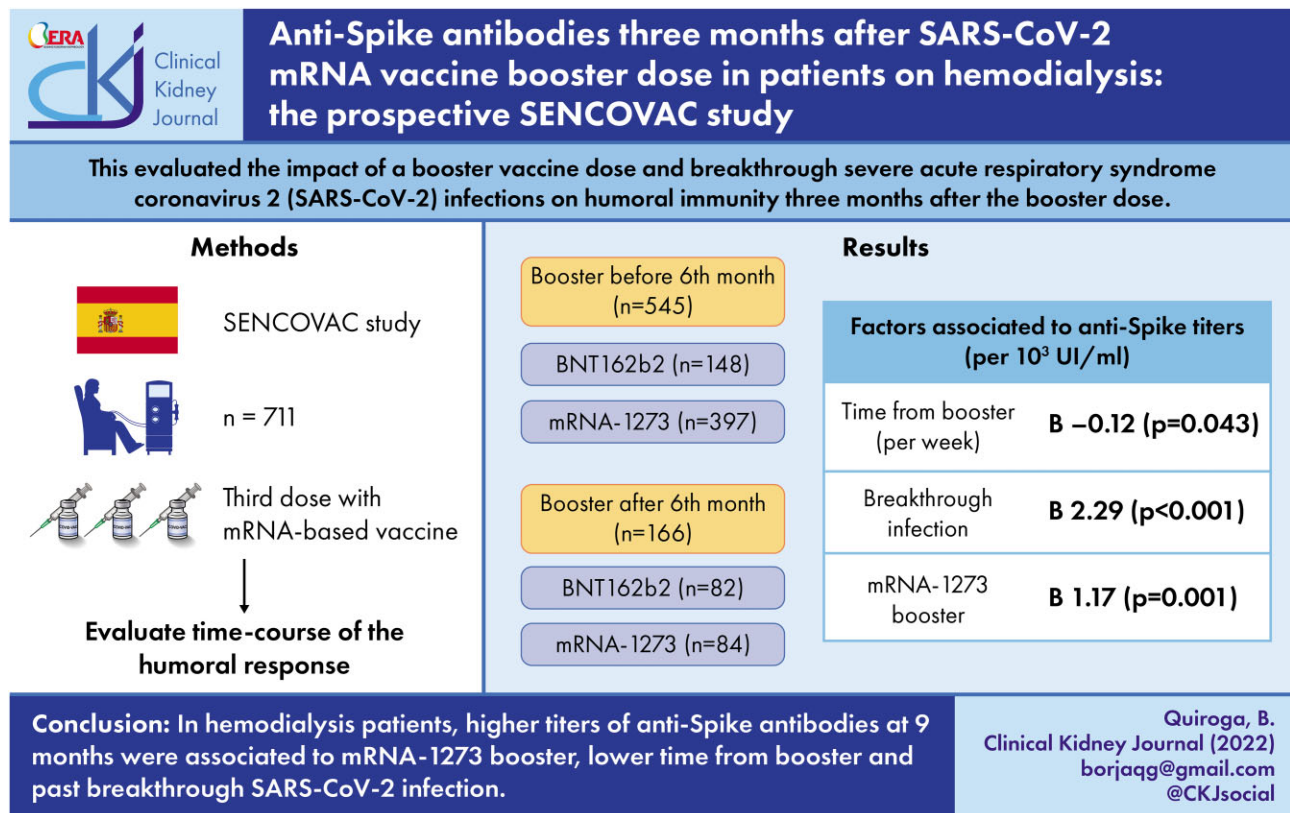 ERA
CKJ
Clinical
Kidney
Journal
Anti-Spike antibodies three months after SARS-CoV-2
mRNA vaccine booster dose in patients on hemodialysis:
the prospective SENCOVAC study
This evaluated the impact of a booster vaccine dose and breakthrough severe acute respiratory syndrome
coronavirus 2 (SARS-CoV-2) infections on humoral immunity three months after the booster dose.
Methods
SENCOVAC study
n = 711
Third dose with
mRNA-based vaccine
Evaluate time-course of the
humoral response
Results
Booster before 6th month
(n=545)
BNT162b2 (n=148)
mRNA-1273 (n=397)
Booster after 6th month
(n=166)
BNT162b2 (n=82)
mRNA-1273 (n=84)
Factors associated to anti-Spike titers
(per 10³ UI/ml)
Time from booster
(per week)
B –0.12 (p=0.043)
Breakthrough
infection
B 2.29 (p<0.001)
mRNA-1273
booster
B 1.17 (p=0.001)
Conclusion: In hemodialysis patients, higher titers of anti-Spike antibodies at 9
months were associated to mRNA-1273 booster, lower time from booster and
past breakthrough SARS-CoV-2 infection.
Quiroga, B.
Clinical Kidney Journal (2022)
borjaqg@gmail.com
@CKJsocial